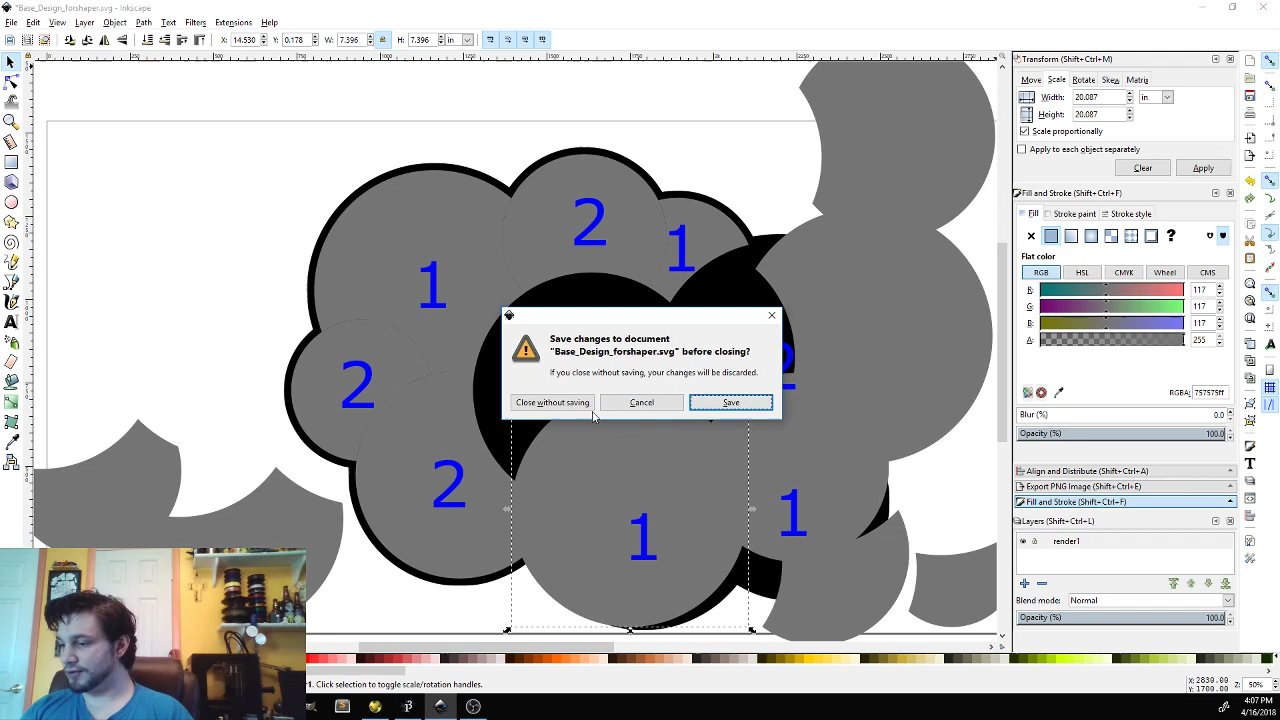 *Base_Design_forshaper.svg - Inkscape
File Edit View Layer Object Path Text Filters Extensions Help
X: 14.530 Y: 0.178 W: 7.396 H: 7.396 in
Transform (Shift+Ctrl+M)
Move Scale Rotate Skew Matrix
Width: 20.087 in
Height: 20.087
Scale proportionally
Apply to each object separately
Clear Apply
Fill and Stroke (Shift+Ctrl+F)
Fill Stroke paint Stroke style
?
Flat color
RGB HSL CMYK Wheel CMS
R: 117
G: 117
B: 117
A: 255
RGBA: 757575ff
Blur (%) 0.0
Opacity (%) 100.0
Align and Distribute (Shift+Ctrl+A)
Export PNG Image (Shift+Ctrl+E)
Fill and Stroke (Shift+Ctrl+F)
Layers (Shift+Ctrl+L)
render1
Blend mode: Normal
Opacity (%) 100.0
2
1
1
2
2
2
1
1
Save changes to document
"Base_Design_forshaper.svg" before closing?
If you close without saving, your changes will be discarded.
Close without saving Cancel Save
1. Click selection to toggle scale/rotation handles.
X: 2830.00
Y: 1700.00
Z: 50%
4:07 PM
4/16/2018